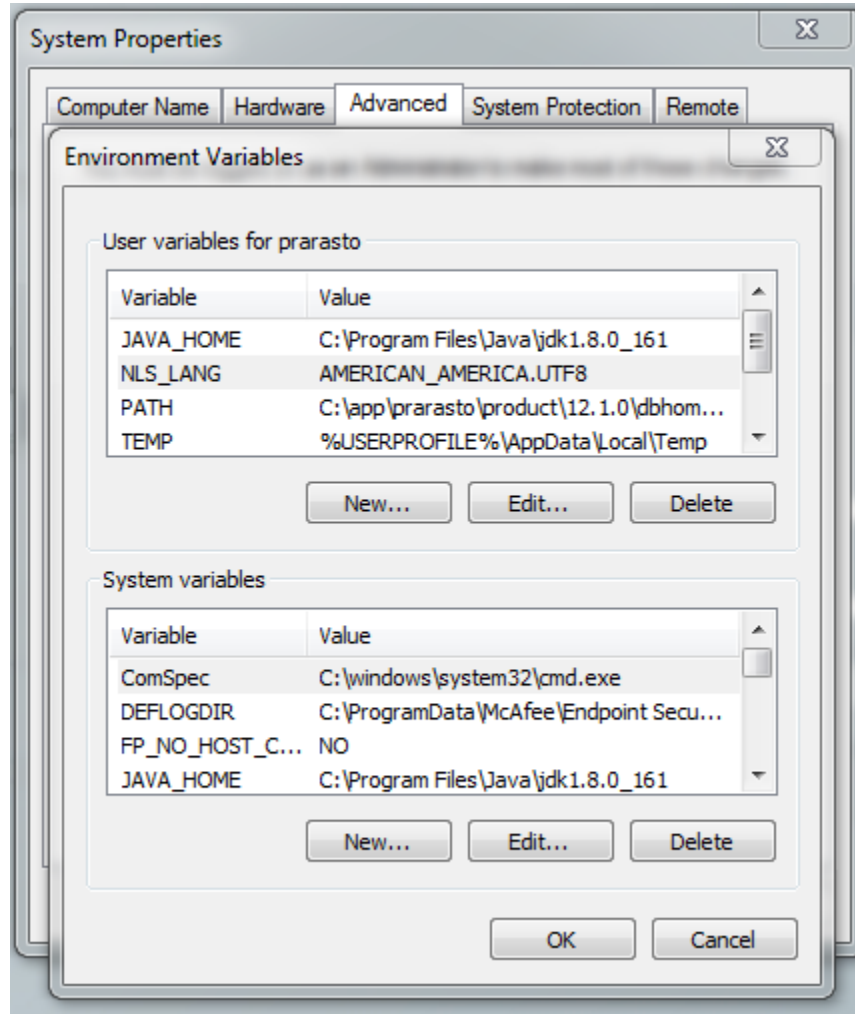 System Properties
Computer Name Hardware Advanced System Protection Remote
Environment Variables
User variables for prarasto
Variable Value
JAVA_HOME C:\Program Files\Java\jdk1.8.0_161
NLS_LANG AMERICAN_AMERICA.UTF8
PATH C:\app\prarasto\product\12.1.0\dbhom...
TEMP %USERPROFILE%\AppData\Local\Temp
New... Edit... Delete
System variables
Variable Value
ComSpec C:\windows\system32\cmd.exe
DEFLOGDIR C:\ProgramData\McAfee\Endpoint Secu...
FP_NO_HOST_C... NO
JAVA_HOME C:\Program Files\Java\jdk1.8.0_161
New... Edit... Delete
OK Cancel